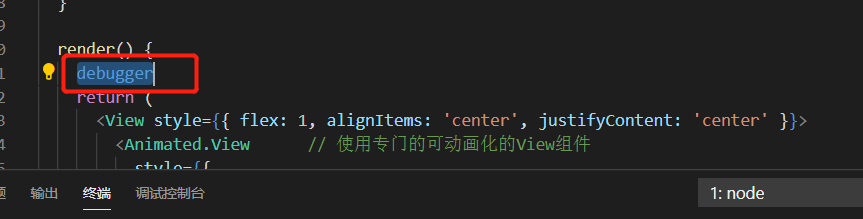 }
render() {
debugger
return (
<View style={{ flex: 1, alignItems: 'center', justifyContent: 'center' }}>
<Animated.View // 使用专门的可动画化的View组件
style={{
输出 终端 调试控制台 1: node